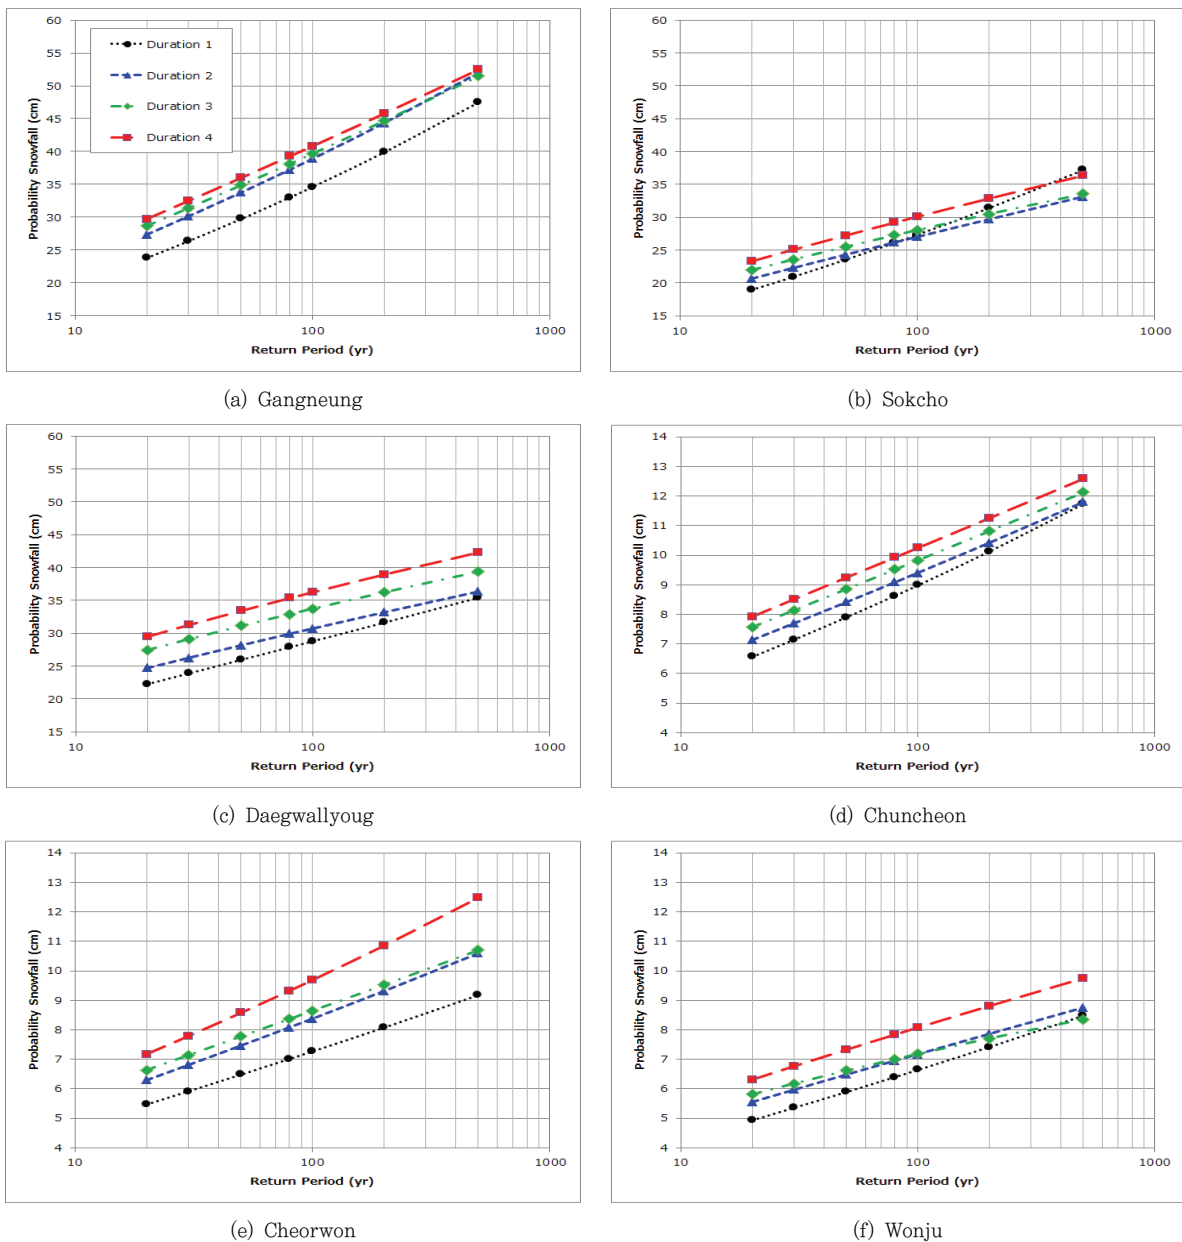 60
55
50
45
40
35
30
25
20
15
Probability Snowfall (cm)
Duration 1
Duration 2
Duration 3
Duration 4
10 100 1000
Return Period (yr)
(a) Gangneung
60
55
50
45
40
35
30
25
20
15
Probability Snowfall (cm)
10 100 1000
Return Period (yr)
(b) Sokcho
60
55
50
45
40
35
30
25
20
15
Probability Snowfall (cm)
10 100 1000
Return Period (yr)
(c) Daegwallyoug
14
13
12
11
10
9
8
7
6
5
4
Probability Snowfall (cm)
10 100 1000
Return Period (yr)
(d) Chuncheon
14
13
12
11
10
9
8
7
6
5
4
Probability Snowfall (cm)
10 100 1000
Return Period (yr)
(e) Cheorwon
14
13
12
11
10
9
8
7
6
5
4
Probability Snowfall (cm)
10 100 1000
Return Period (yr)
(f) Wonju